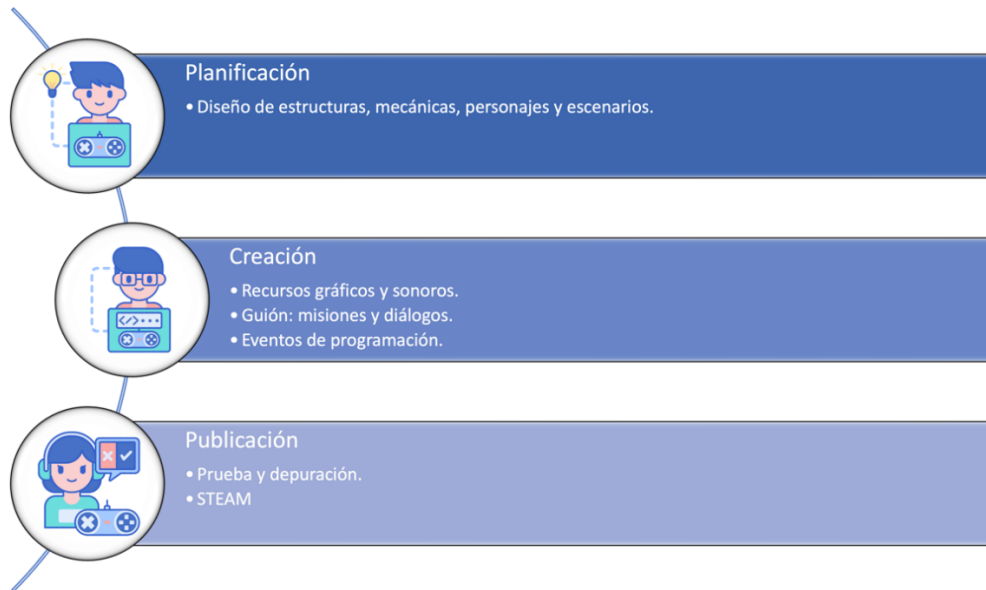 Planificación
• Diseño de estructuras, mecánicas, personajes y escenarios.
Creación
• Recursos gráficos y sonoros.
• Guión: misiones y diálogos.
• Eventos de programación.
Publicación
• Prueba y depuración.
• STEAM